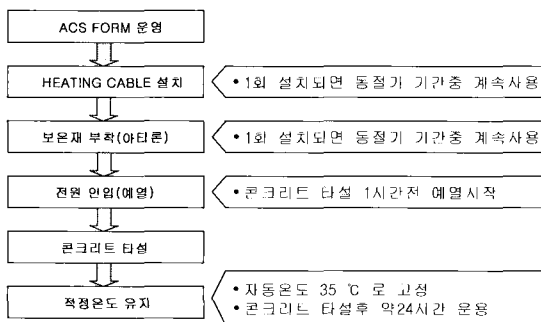 ACS FORM 운영
HEATING CABLE 설치
• 1회 설치되면 동절기 기간중 계속사용
보온재 부착(아티론)
• 1회 설치되면 동절기 기간중 계속사용
전원 인입(예열)
• 콘크리트 타설 1시간전 예열시작
콘크리트 타설
적정온도 유지
• 자동온도 35 ℃ 로 고정
• 콘크리트 타설후 약24시간 운용